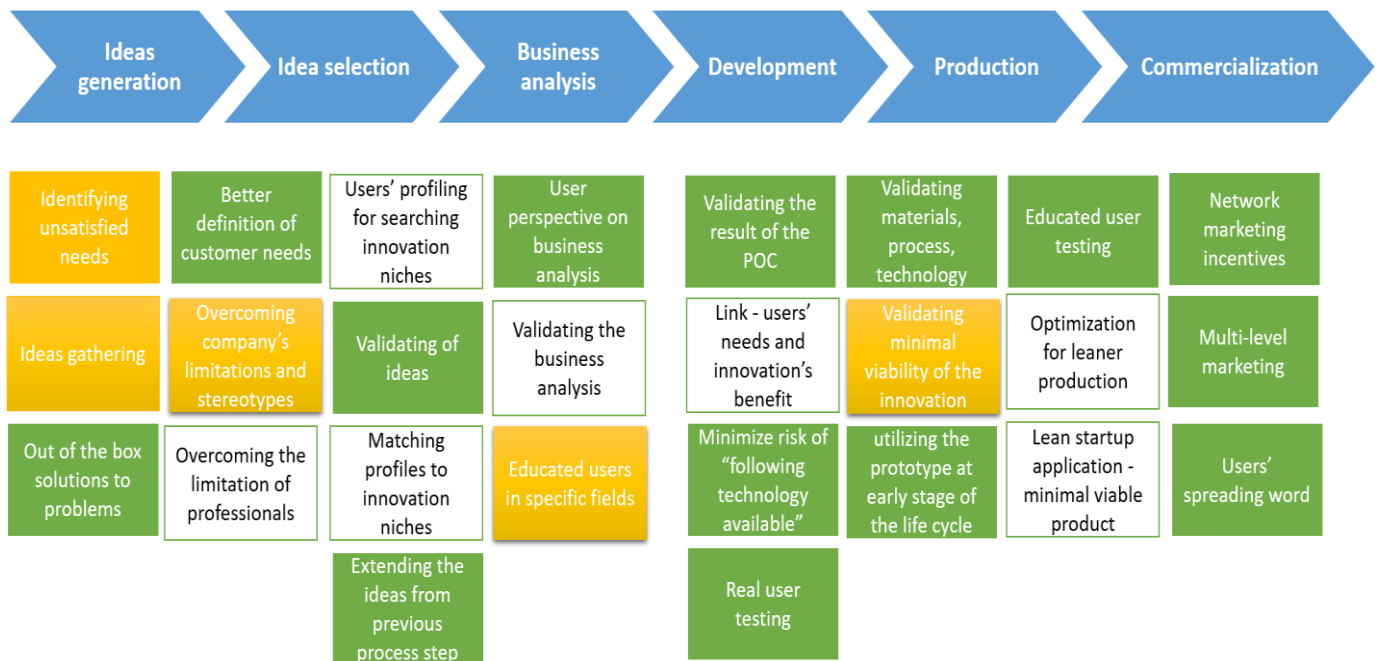 Ideas
generation
Idea selection
Business
analysis
Development
Production
Commercialization
Identifying
unsatisfied
needs
Better
definition of
customer needs
Users’ profiling
for searching
innovation
niches
User
perspective on
business
analysis
Validating the
result of the
POC
Validating
materials,
process,
technology
Educated user
testing
Network
marketing
incentives
Ideas gathering
Overcoming
company’s
limitations and
stereotypes
Validating of
ideas
Validating the
business
analysis
Link - users’
needs and
innovation’s
benefit
Validating
minimal
viability of the
innovation
Optimization
for leaner
production
Multi-level
marketing
Out of the box
solutions to
problems
Overcoming the
limitation of
professionals
Matching
profiles to
innovation
niches
Educated users
in specific fields
Minimize risk of
“following
technology
available”
utilizing the
prototype at
early stage of
the life cycle
Lean startup
application -
minimal viable
product
Users’
spreading word
Extending the
ideas from
previous
process step
Real user
testing